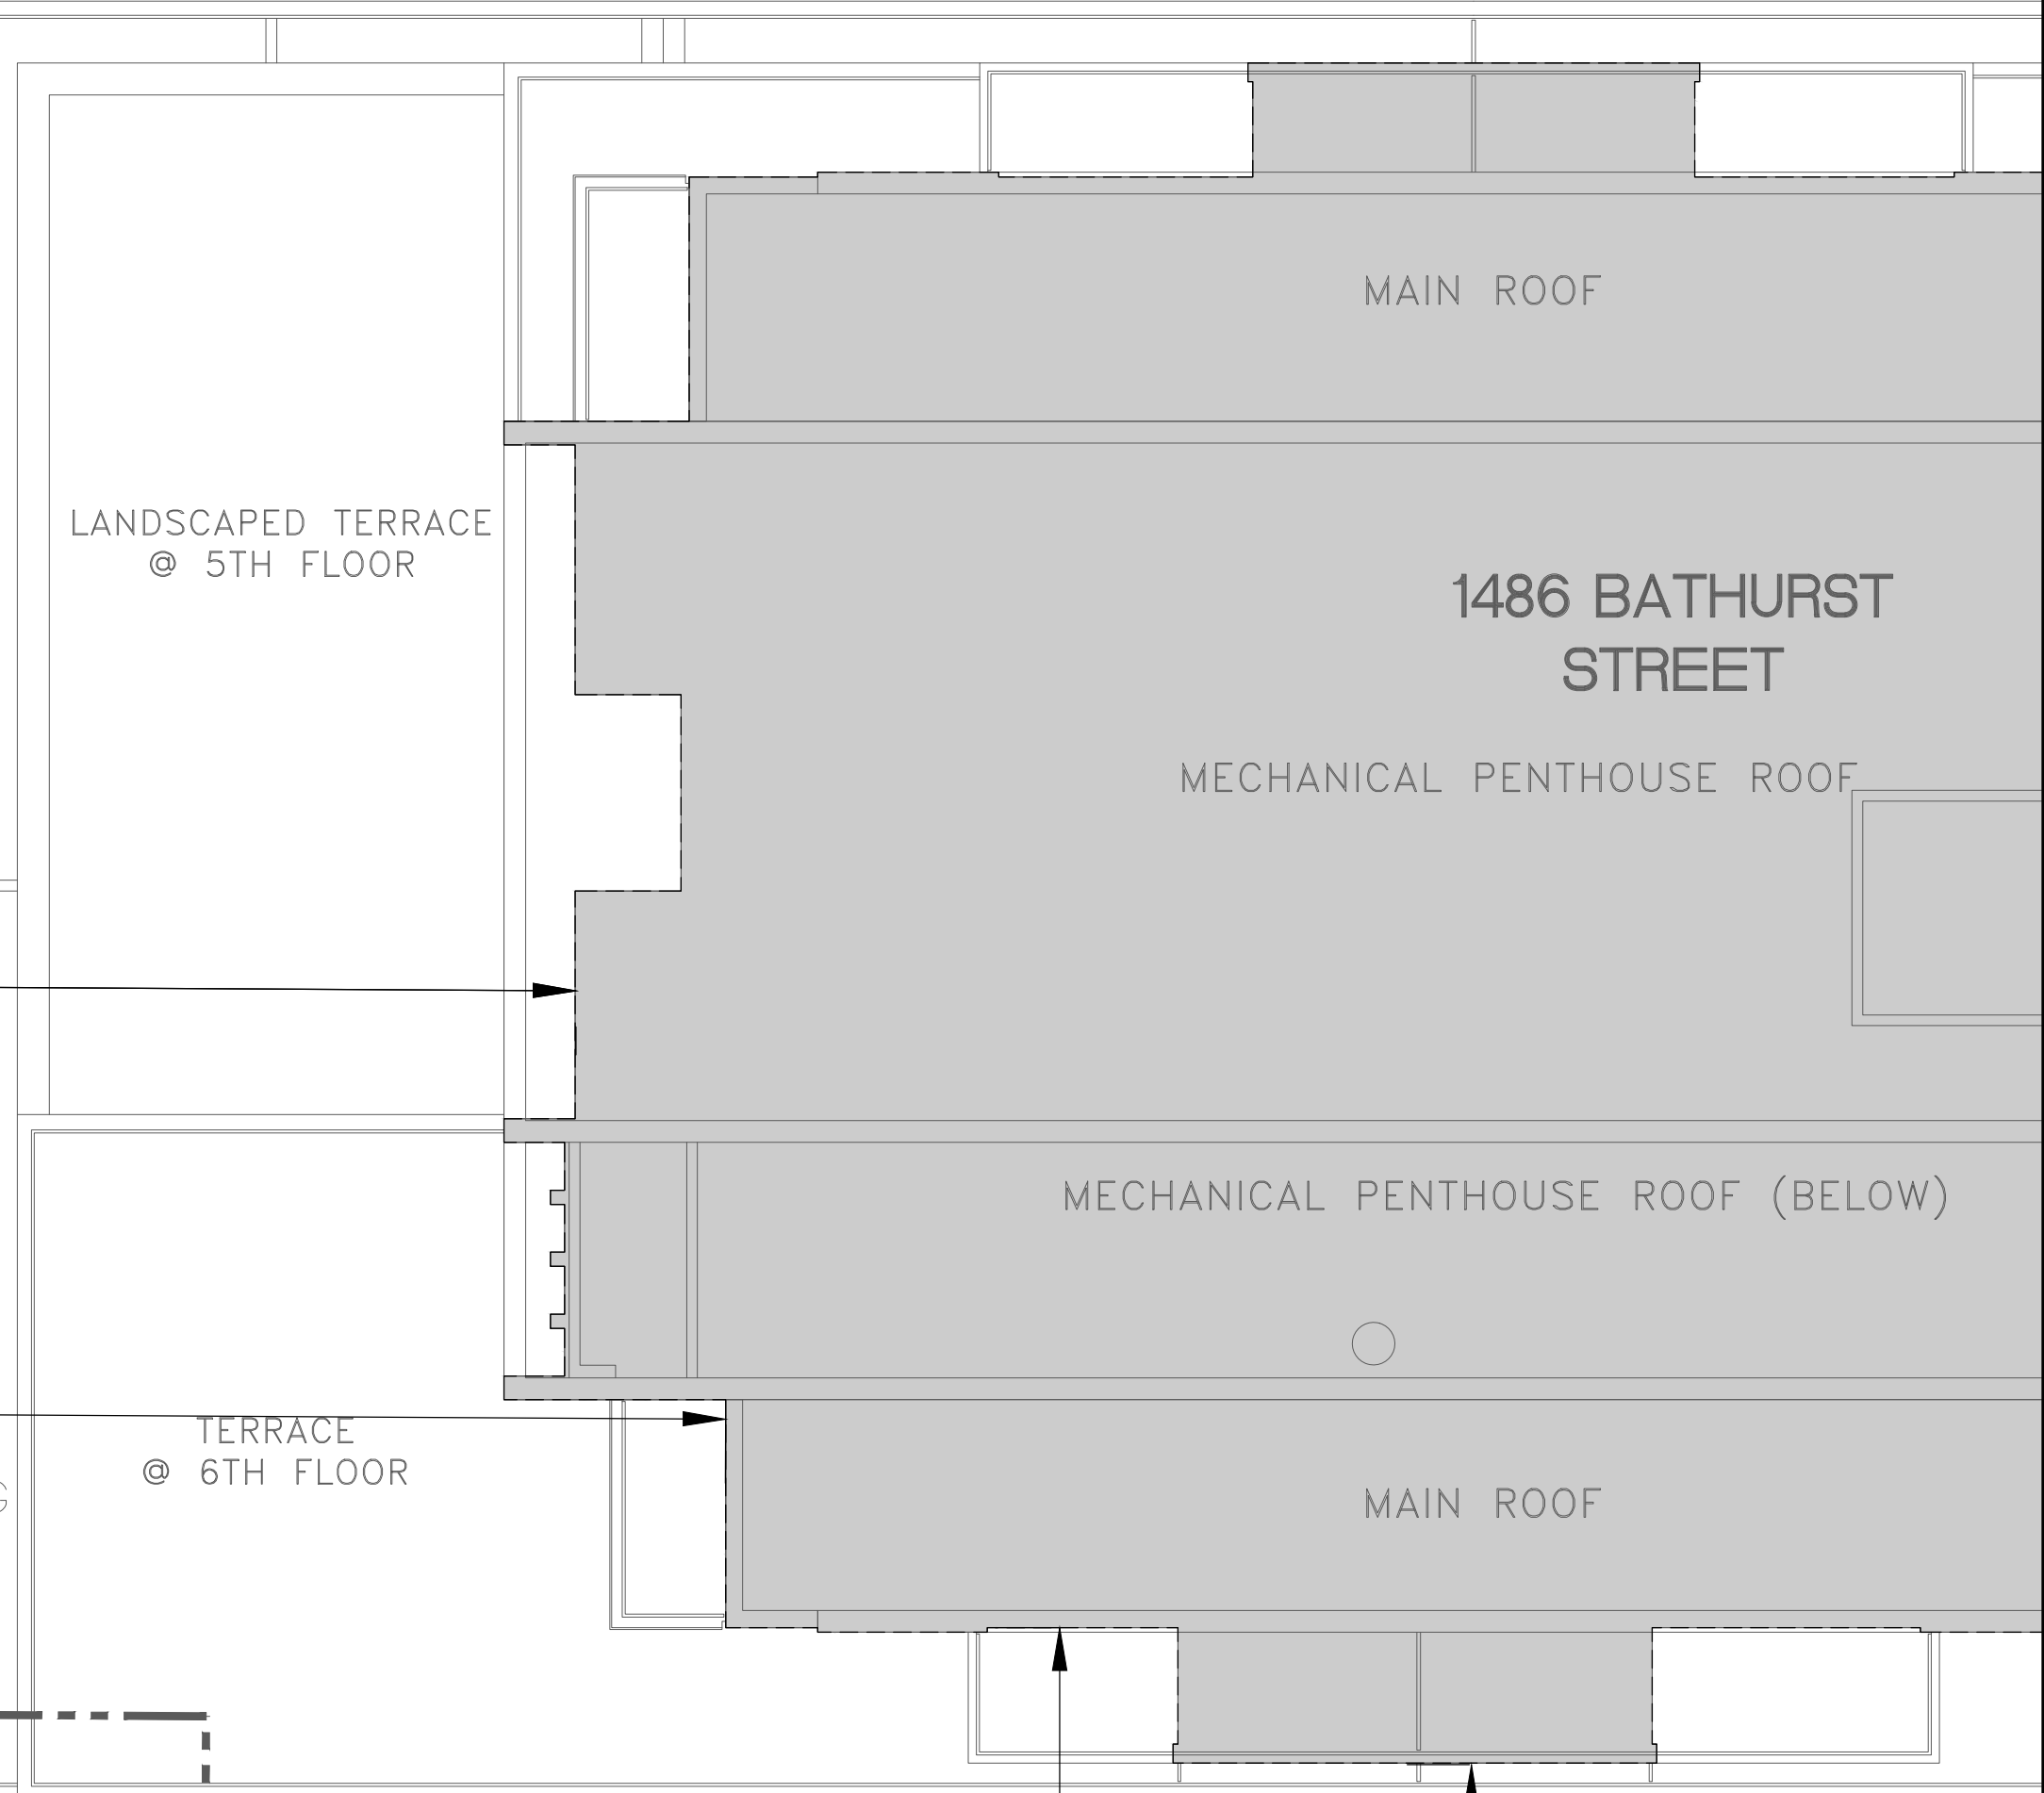 MAIN ROOF
LANDSCAPED TERRACE
@ 5TH FLOOR
1486 BATHURST
STREET
MECHANICAL PENTHOUSE ROOF
MECHANICAL PENTHOUSE ROOF (BELOW)
TERRACE
@ 6TH FLOOR
MAIN ROOF